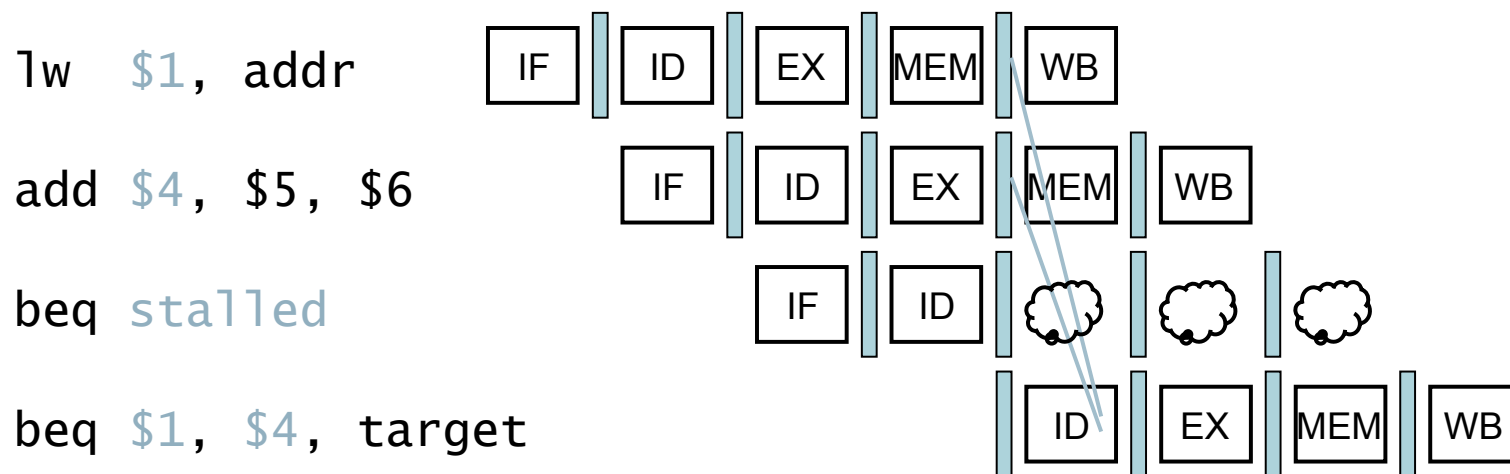 lw $1, addr IF ID EX MEM WB
add $4, $5, $6 IF ID EX MEM WB
beq stalled IF ID
beq $1, $4, target ID EX MEM WB